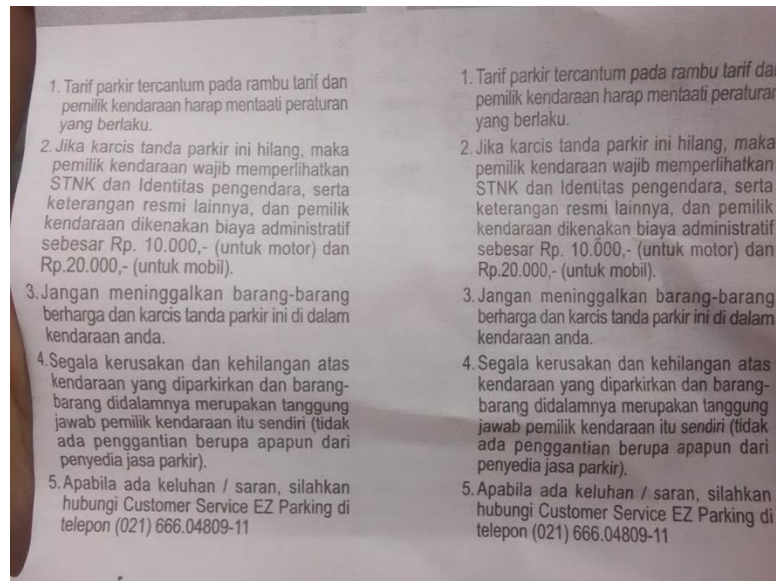 1. Tarif parkir tercantum pada rambu tarif dan
pemilik kendaraan harap mentaati peraturan
yang berlaku.
2. Jika karcis tanda parkir ini hilang, maka
pemilik kendaraan wajib memperlihatkan
STNK dan Identitas pengendara, serta
keterangan resmi lainnya, dan pemilik
kendaraan dikenakan biaya administratif
sebesar Rp. 10.000,- (untuk motor) dan
Rp.20.000,- (untuk mobil).
3. Jangan meninggalkan barang-barang
berharga dan karcis tanda parkir ini di dalam
kendaraan anda.
4. Segala kerusakan dan kehilangan atas
kendaraan yang diparkirkan dan barang-
barang didalamnya merupakan tanggung
jawab pemilik kendaraan itu sendiri (tidak
ada penggantian berupa apapun dari
penyedia jasa parkir).
5. Apabila ada keluhan / saran, silahkan
hubungi Customer Service EZ Parking di
telepon (021) 666.04809-11
1. Tarif parkir tercantum pada rambu tarif da
pemilik kendaraan harap mentaati peraturan
yang berlaku.
2. Jika karcis tanda parkir ini hilang, maka
pemilik kendaraan wajib memperlihatkan
STNK dan Identitas pengendara, serta
keterangan resmi lainnya, dan pemilik
kendaraan dikenakan biaya administratif
sebesar Rp. 10.000,- (untuk motor) dan
Rp.20.000,- (untuk mobil).
3. Jangan meninggalkan barang-barang
berharga dan karcis tanda parkir ini di dalam
kendaraan anda.
4. Segala kerusakan dan kehilangan atas
kendaraan yang diparkirkan dan barang-
barang didalamnya merupakan tanggung
jawab pemilik kendaraan itu sendiri (tidak
ada penggantian berupa apapun dari
penyedia jasa parkir).
5. Apabila ada keluhan / saran, silahkan
hubungi Customer Service EZ Parking di
telepon (021) 666.04809-11